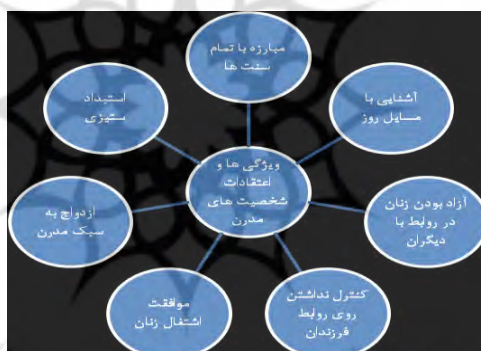 مبارزه با تمام
سنت ها
آشنایی با
مسایل روز
آزاد بودن زنان
در روابط با
دیگران
کنترل نداشتن
روی روابط
فرزندان
موافقت
اشتغال زنان
ازدواج به
سبک مدرن
استبداد
ستیزی
ویژگی ها و
اعتقادات
شخصیت های
مدرن